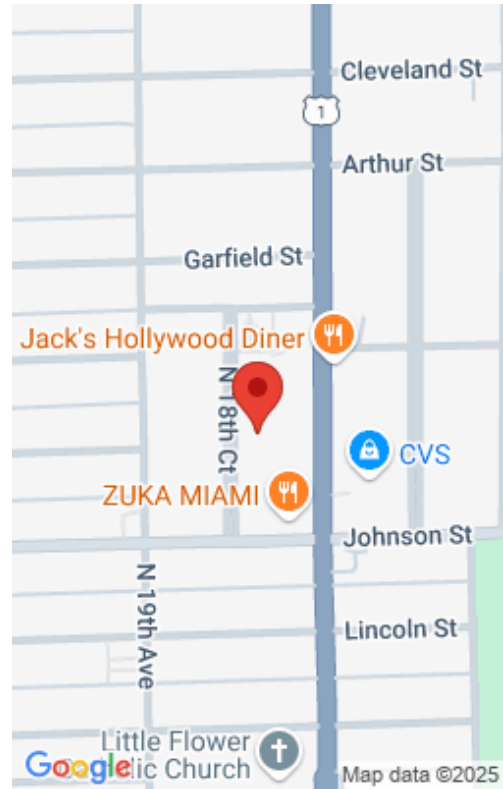 Cleveland St
1
Arthur St
Garfield St
Jack's Hollywood Diner
N 18th Ct
CVS
ZUKA MIAMI
Johnson St
N 19th Ave
Lincoln St
Little Flower
lic Church
Google
Map data ©2025